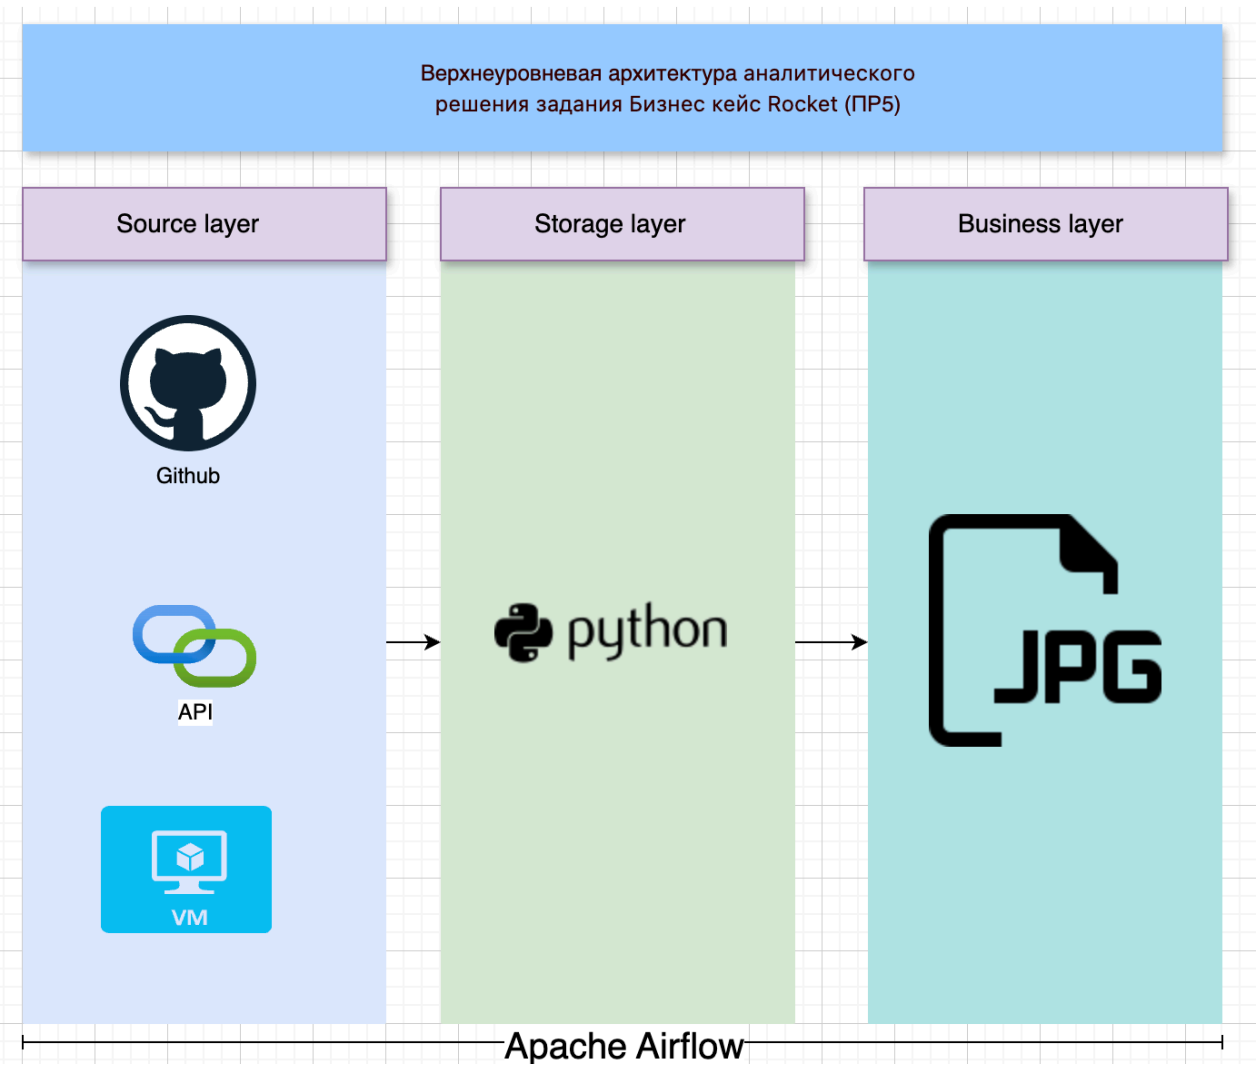 Верхнеуровневая архитектура аналитического
решения задания Бизнес кейс Rocket (ПР5)
Source layer
Storage layer
Business layer
Github
API
VM
python
JPG
Apache Airflow